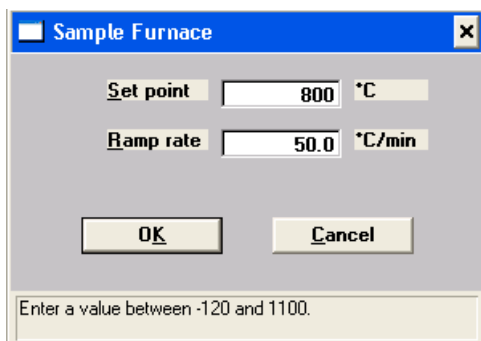 Sample Furnace
Set point 800 °C
Ramp rate 50.0 °C/min
OK Cancel
Enter a value between -120 and 1100.